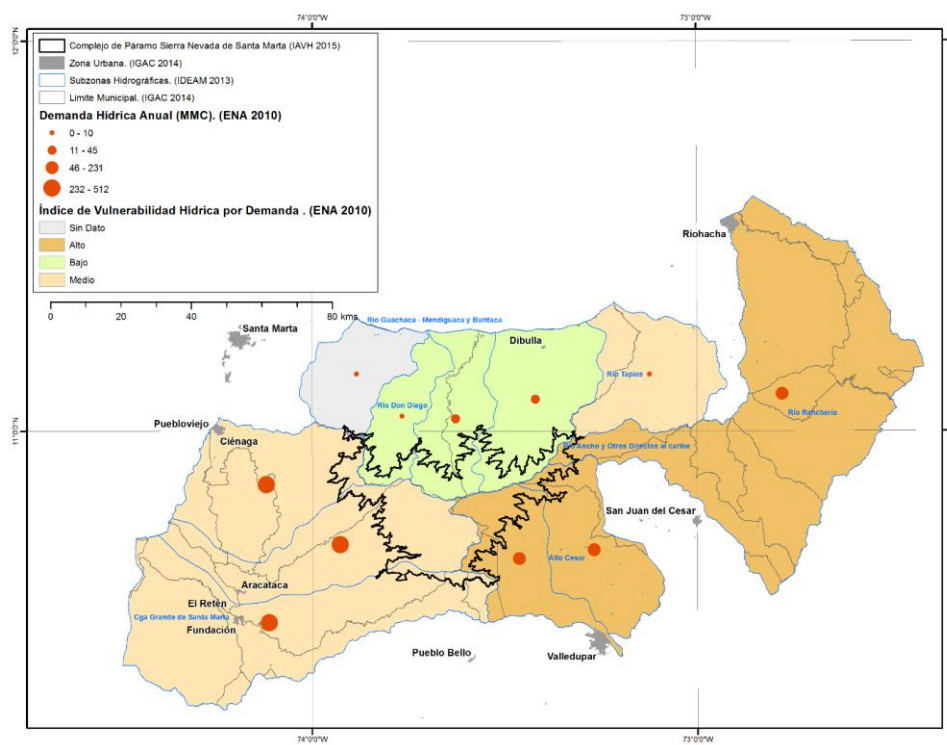 74°0'0"W
73°0'0"W
12°0'0"N
Complejo de Páramo Sierra Nevada de Santa Marta (IAVH 2015)
Zona Urbana. (IGAC 2014)
Subzonas Hidrográficas. (IDEAM 2013)
Limite Municipal. (IGAC 2014)
Demanda Hídrica Anual (MMC). (ENA 2010)
0 - 10
11 - 45
46 - 231
232 - 512
Índice de Vulnerabilidad Hídrica por Demanda . (ENA 2010)
Sin Dato
Alto
Bajo
Medio
0 20 40 60 80 kms
Riohacha
Santa Marta
Río Guachaca - Mendiguaca y Buritaca
Dibulla
Río Tapias
Río Don Diego
Río Ranchería
Puebloviejo
11°0'0"N
Ciénaga
Río Ancho y Otros Directos al caribe
San Juan del Cesar
Alto Cesar
Aracataca
El Retén
Cga Grande de Santa Marta
Fundación
Pueblo Bello
Valledupar
74°0'0"W
73°0'0"W